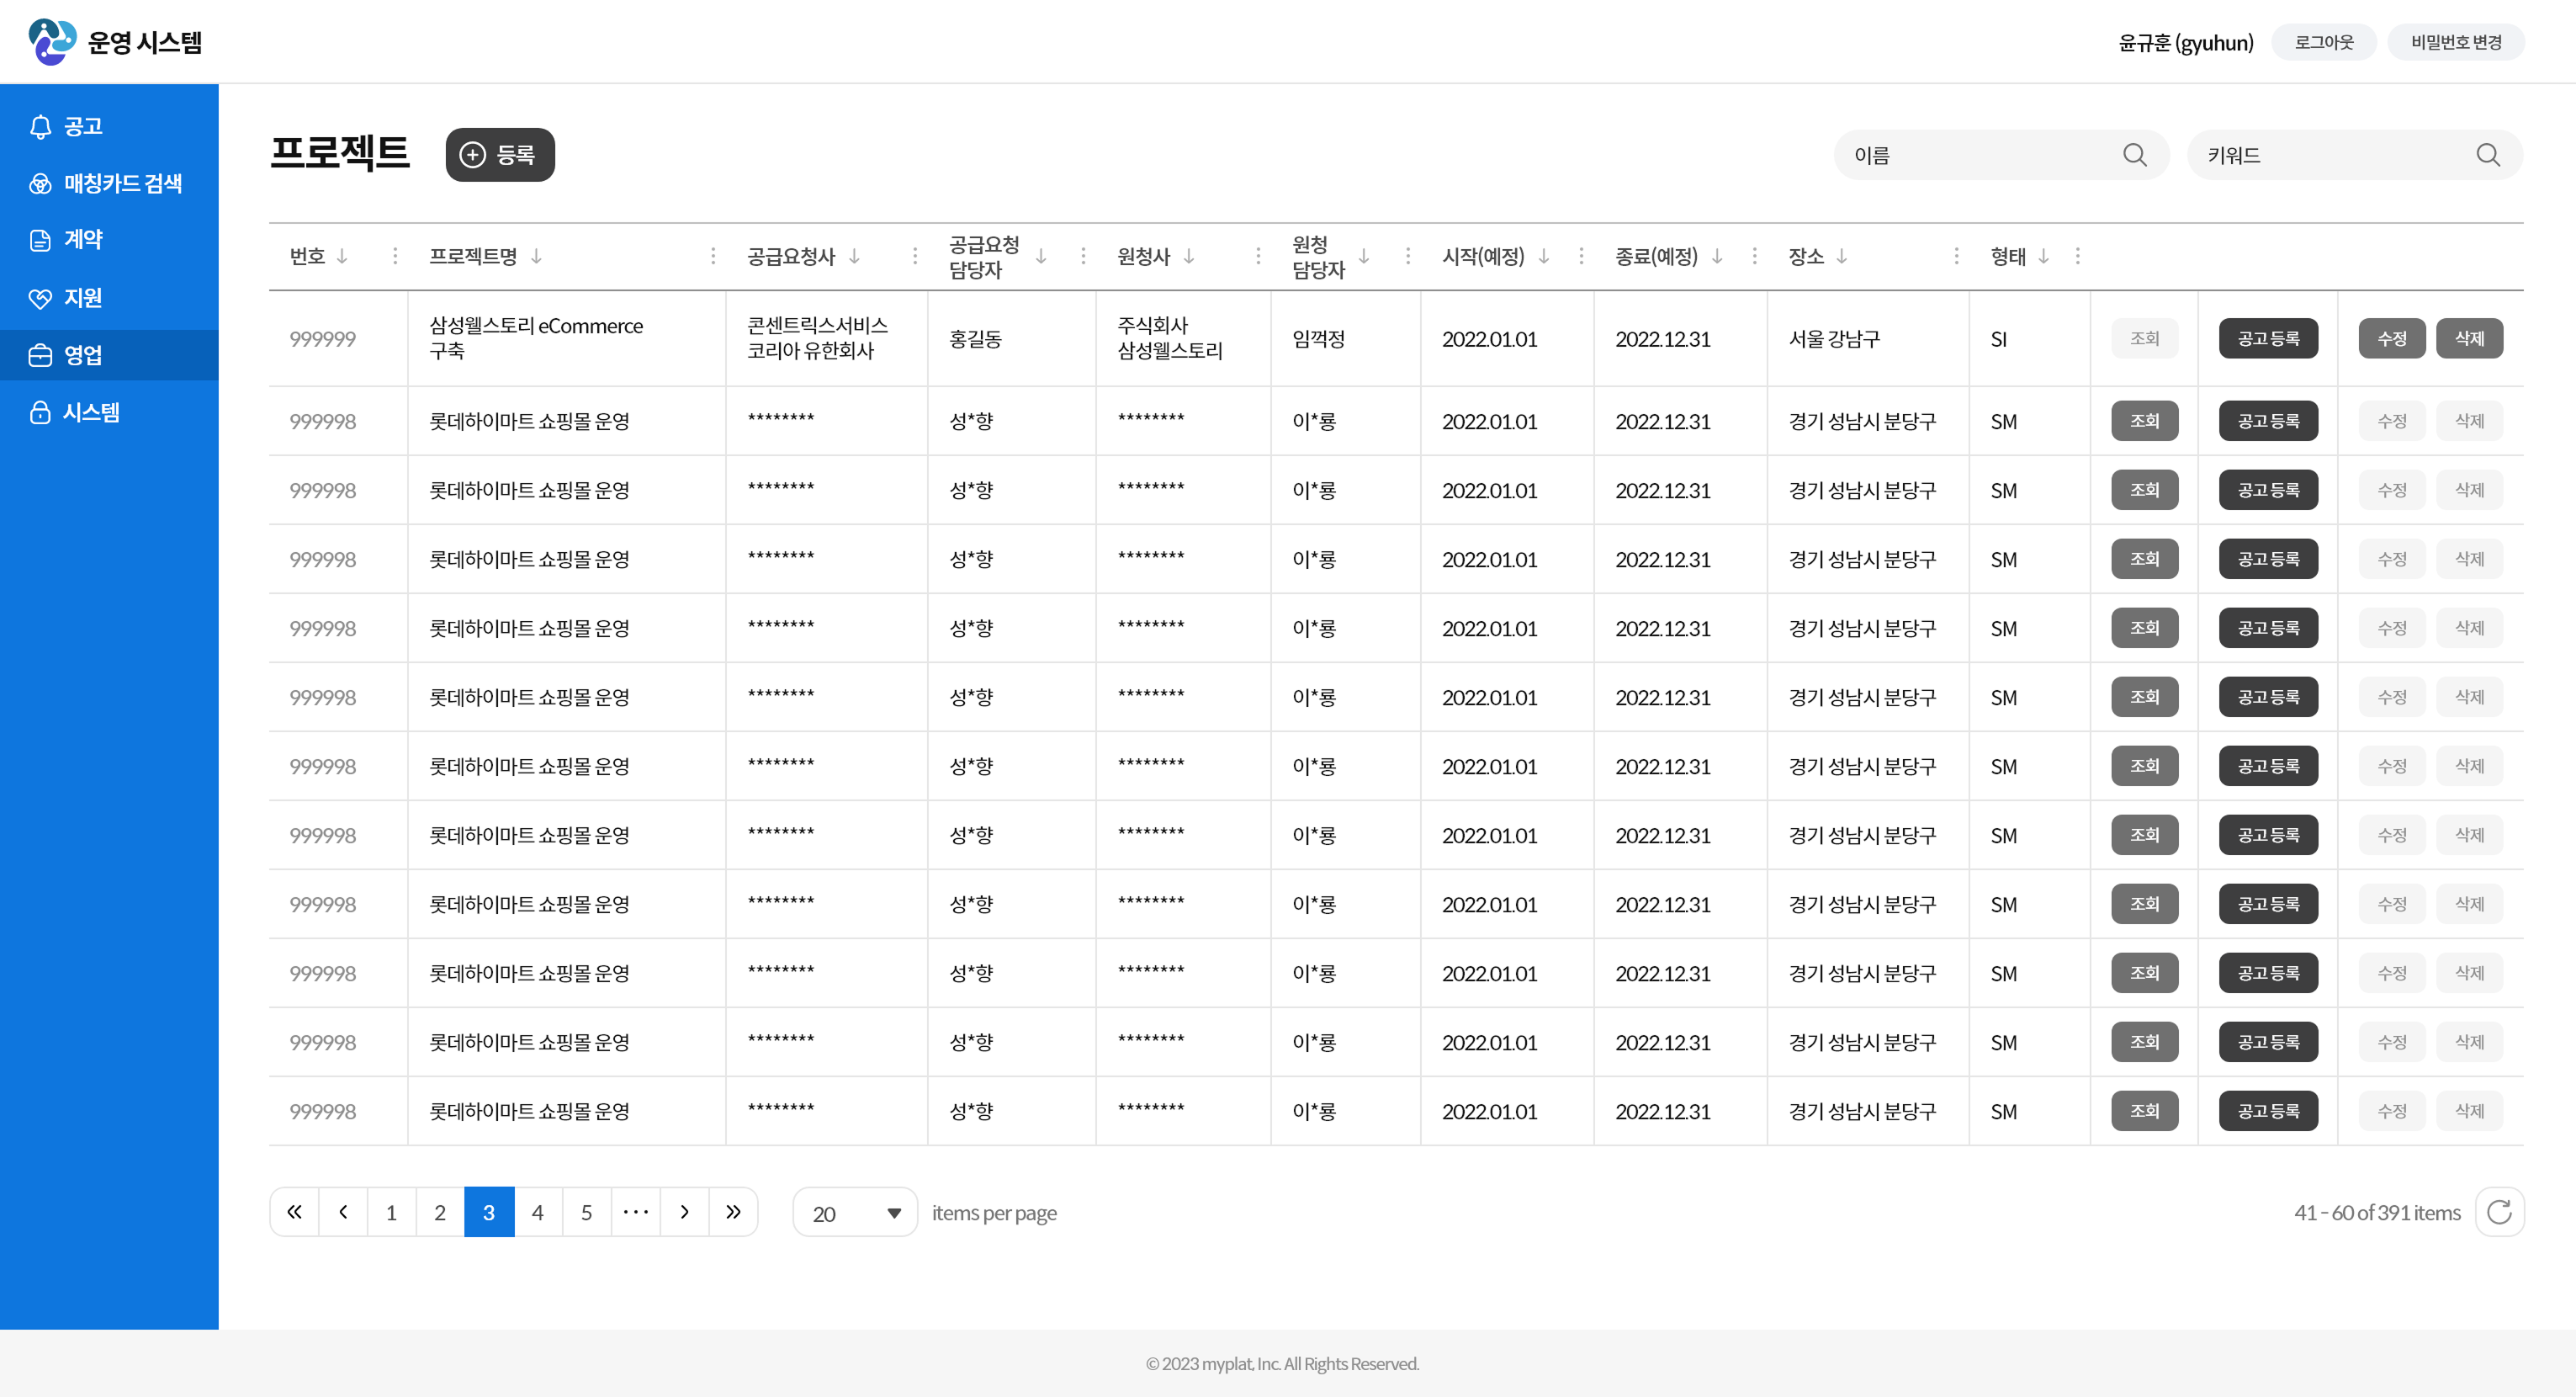 운영 시스템
윤규훈 (gyuhun) 로그아웃 비밀번호 변경
공고
매칭카드 검색
계약
지원
영업
시스템
프로젝트 등록 이름 키워드
번호 프로젝트명 공급요청사 공급요청 담당자 원청사 원청 담당자 시작(예정) 종료(예정) 장소 형태
999999 삼성웰스토리 eCommerce 구축 콘센트릭스서비스 코리아 유한회사 홍길동 주식회사 삼성웰스토리 임꺽정 2022.01.01 2022.12.31 서울 강남구 SI 조회 공고 등록 수정 삭제
999998 롯데하이마트 쇼핑몰 운영 ******** 성*향 ******** 이*룡 2022.01.01 2022.12.31 경기 성남시 분당구 SM 조회 공고 등록 수정 삭제
999998 롯데하이마트 쇼핑몰 운영 ******** 성*향 ******** 이*룡 2022.01.01 2022.12.31 경기 성남시 분당구 SM 조회 공고 등록 수정 삭제
999998 롯데하이마트 쇼핑몰 운영 ******** 성*향 ******** 이*룡 2022.01.01 2022.12.31 경기 성남시 분당구 SM 조회 공고 등록 수정 삭제
999998 롯데하이마트 쇼핑몰 운영 ******** 성*향 ******** 이*룡 2022.01.01 2022.12.31 경기 성남시 분당구 SM 조회 공고 등록 수정 삭제
999998 롯데하이마트 쇼핑몰 운영 ******** 성*향 ******** 이*룡 2022.01.01 2022.12.31 경기 성남시 분당구 SM 조회 공고 등록 수정 삭제
999998 롯데하이마트 쇼핑몰 운영 ******** 성*향 ******** 이*룡 2022.01.01 2022.12.31 경기 성남시 분당구 SM 조회 공고 등록 수정 삭제
999998 롯데하이마트 쇼핑몰 운영 ******** 성*향 ******** 이*룡 2022.01.01 2022.12.31 경기 성남시 분당구 SM 조회 공고 등록 수정 삭제
999998 롯데하이마트 쇼핑몰 운영 ******** 성*향 ******** 이*룡 2022.01.01 2022.12.31 경기 성남시 분당구 SM 조회 공고 등록 수정 삭제
999998 롯데하이마트 쇼핑몰 운영 ******** 성*향 ******** 이*룡 2022.01.01 2022.12.31 경기 성남시 분당구 SM 조회 공고 등록 수정 삭제
999998 롯데하이마트 쇼핑몰 운영 ******** 성*향 ******** 이*룡 2022.01.01 2022.12.31 경기 성남시 분당구 SM 조회 공고 등록 수정 삭제
999998 롯데하이마트 쇼핑몰 운영 ******** 성*향 ******** 이*룡 2022.01.01 2022.12.31 경기 성남시 분당구 SM 조회 공고 등록 수정 삭제
« ‹ 1 2 3 4 5 ··· › » 20 items per page 41 - 60 of 391 items
© 2023 myplat, Inc. All Rights Reserved.